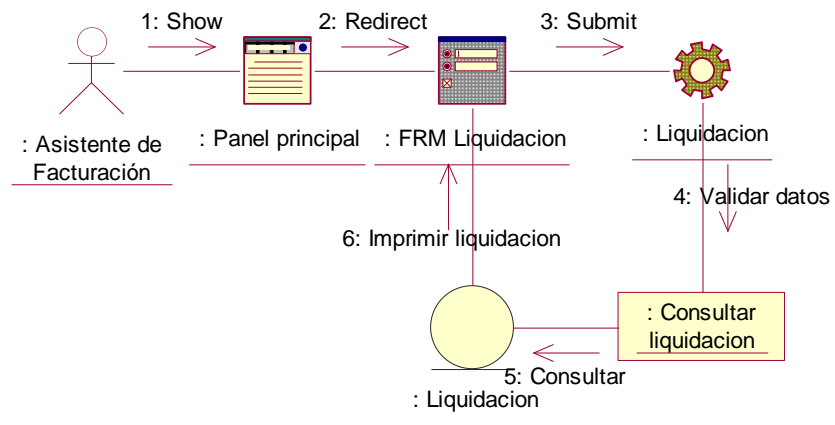 1: Show
2: Redirect
3: Submit
: Asistente de
Facturación
: Panel principal
: FRM Liquidacion
: Liquidacion
4: Validar datos
6: Imprimir liquidacion
: Consultar
liquidacion
5: Consultar
: Liquidacion